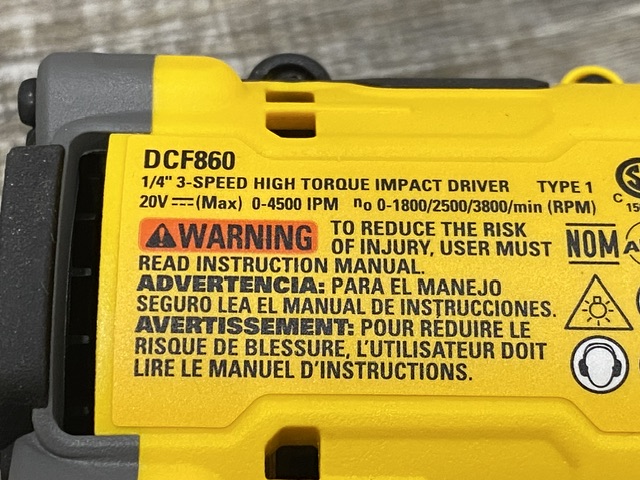 DCF860
1/4" 3-SPEED HIGH TORQUE IMPACT DRIVER TYPE 1
20V ⎓ (Max) 0-4500 IPM no 0-1800/2500/3800/min (RPM)
WARNING TO REDUCE THE RISK
OF INJURY, USER MUST
READ INSTRUCTION MANUAL.
ADVERTENCIA: PARA EL MANEJO
SEGURO LEA EL MANUAL DE INSTRUCCIONES.
AVERTISSEMENT: POUR RÉDUIRE LE
RISQUE DE BLESSURE, L'UTILISATEUR DOIT
LIRE LE MANUEL D'INSTRUCTIONS.
C
NOM